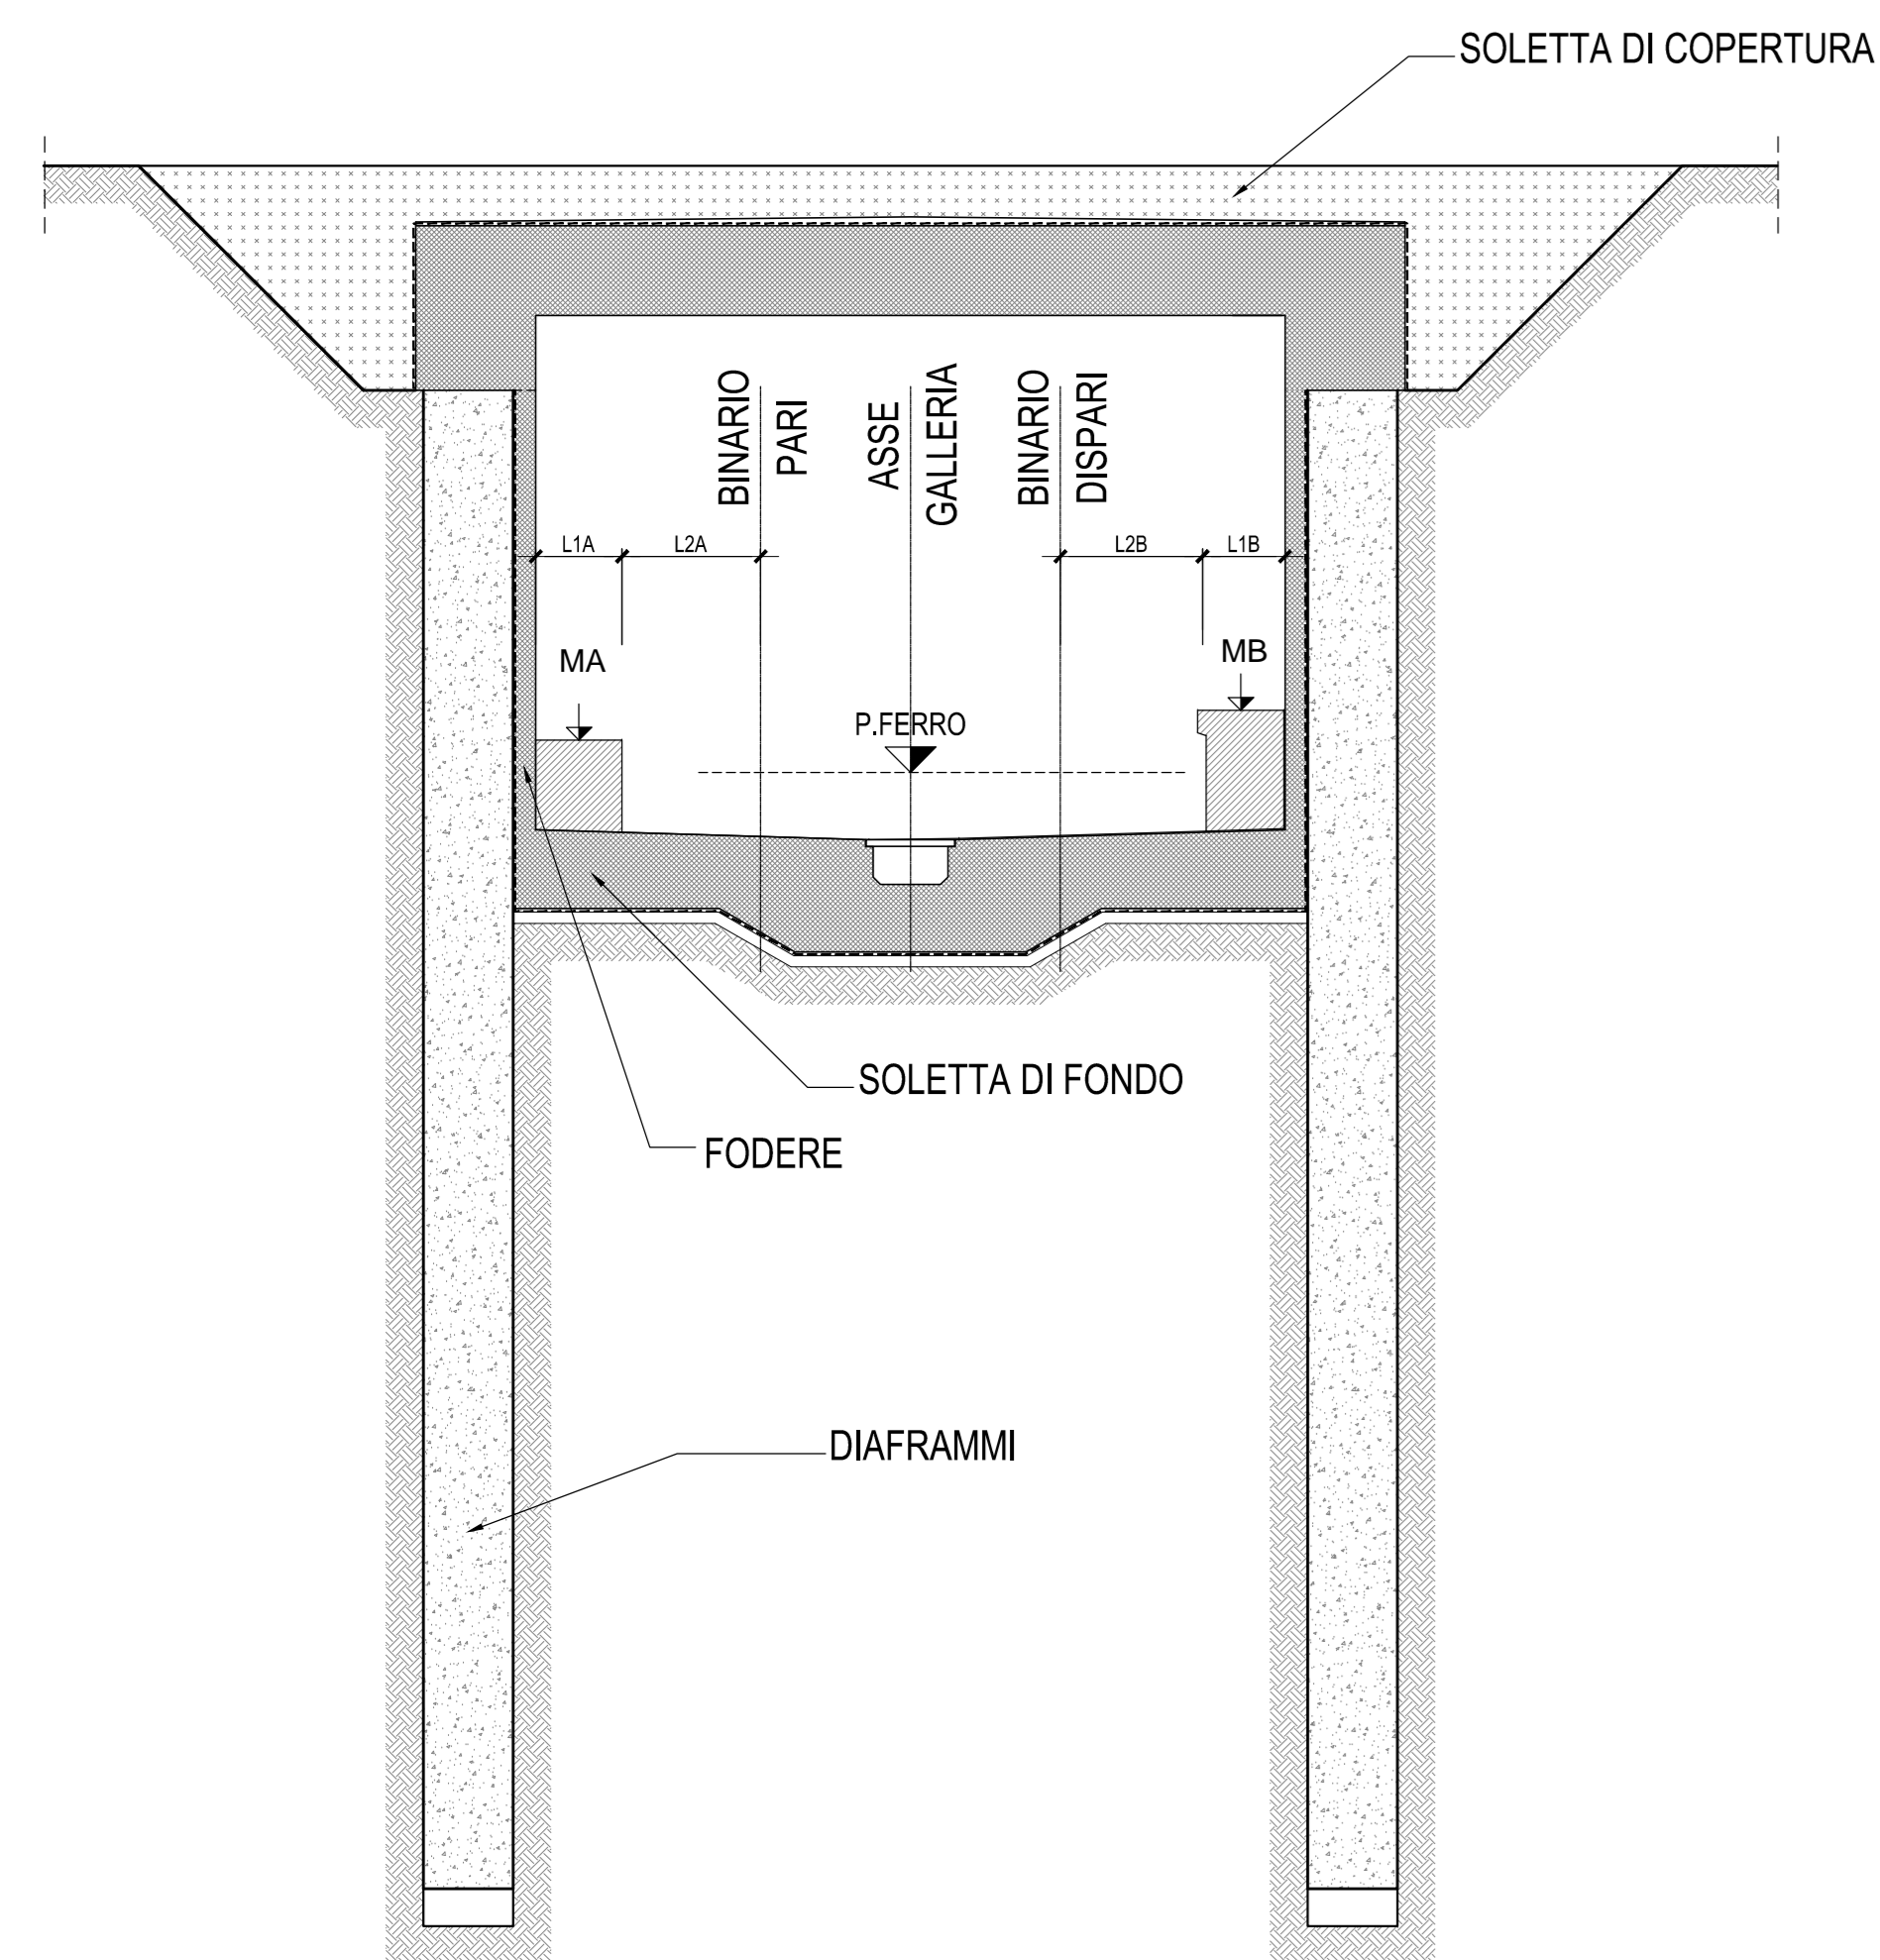 SOLETTA DI COPERTURA
BINARIO
PARI
ASSE
GALLERIA
BINARIO
DISPARI
L1A
L2A
L2B
L1B
MA
MB
P.FERRO
SOLETTA DI FONDO
FODERE
DIAFRAMMI